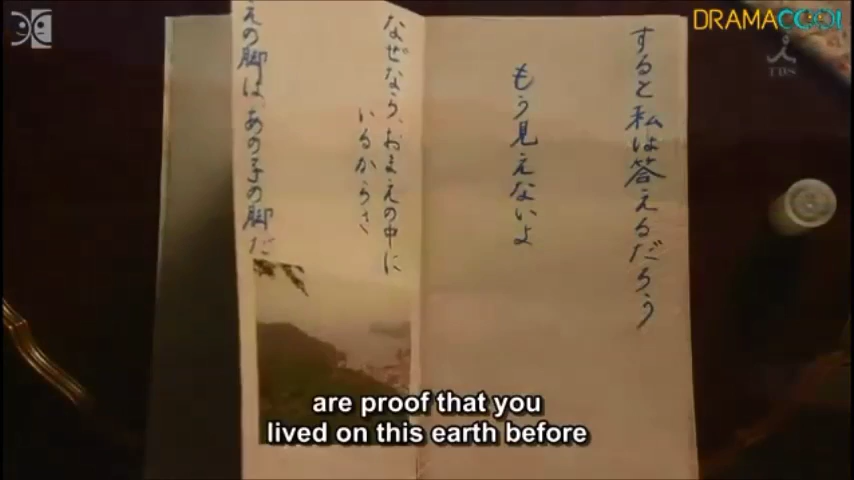 DRAMACOOL
TBS
すると私は答えるだろう
もう見えないよ
なぜなら、おまえの中に
いるからさ
えの脚は、あの子の脚だ
are proof that you
lived on this earth before